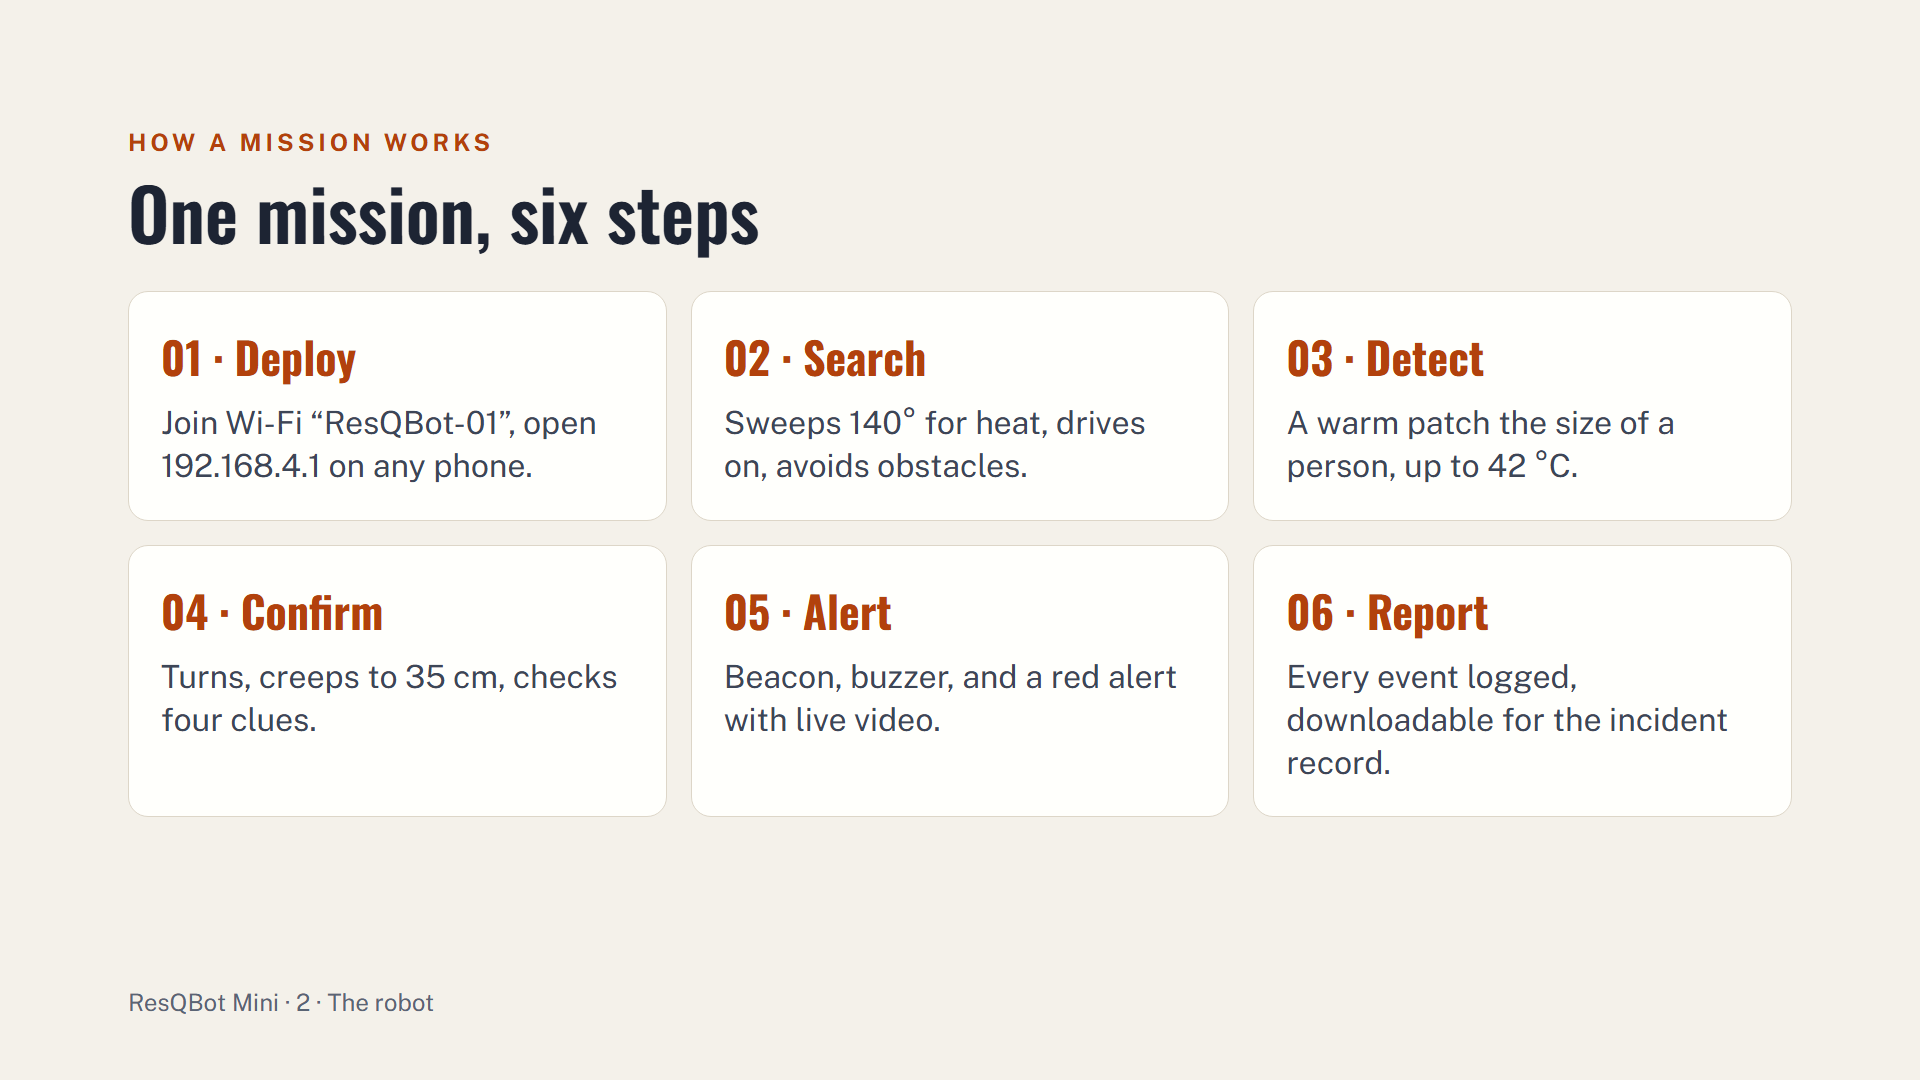 HOW A MISSION WORKS
One mission, six steps
01 · Deploy
Join Wi-Fi “ResQBot-01”, open
192.168.4.1 on any phone.
02 · Search
Sweeps 140° for heat, drives
on, avoids obstacles.
03 · Detect
A warm patch the size of a
person, up to 42 °C.
04 · Confirm
Turns, creeps to 35 cm, checks
four clues.
05 · Alert
Beacon, buzzer, and a red alert
with live video.
06 · Report
Every event logged,
downloadable for the incident
record.
ResQBot Mini · 2 · The robot